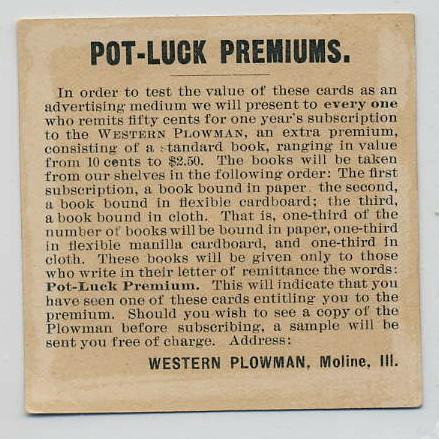 POT-LUCK PREMIUMS.
In order to test the value of these cards as an
advertising medium we will present to every one
who remits fifty cents for one year's subscription
to the WESTERN PLOWMAN, an extra premium,
consisting of a standard book, ranging in value
from 10 cents to $2.50. The books will be taken
from our shelves in the following order: The first
subscription, a book bound in paper. the second,
a book bound in flexible cardboard; the third,
a book bound in cloth. That is, one-third of the
number of books will be bound in paper, one-third
in flexible manilla cardboard, and one-third in
cloth. These books will be given only to those
who write in their letter of remittance the words:
Pot-Luck Premium. This will indicate that you
have seen one of these cards entitling you to the
premium. Should you wish to see a copy of the
Plowman before subscribing, a sample will be
sent you free of charge. Address:
WESTERN PLOWMAN, Moline, Ill.